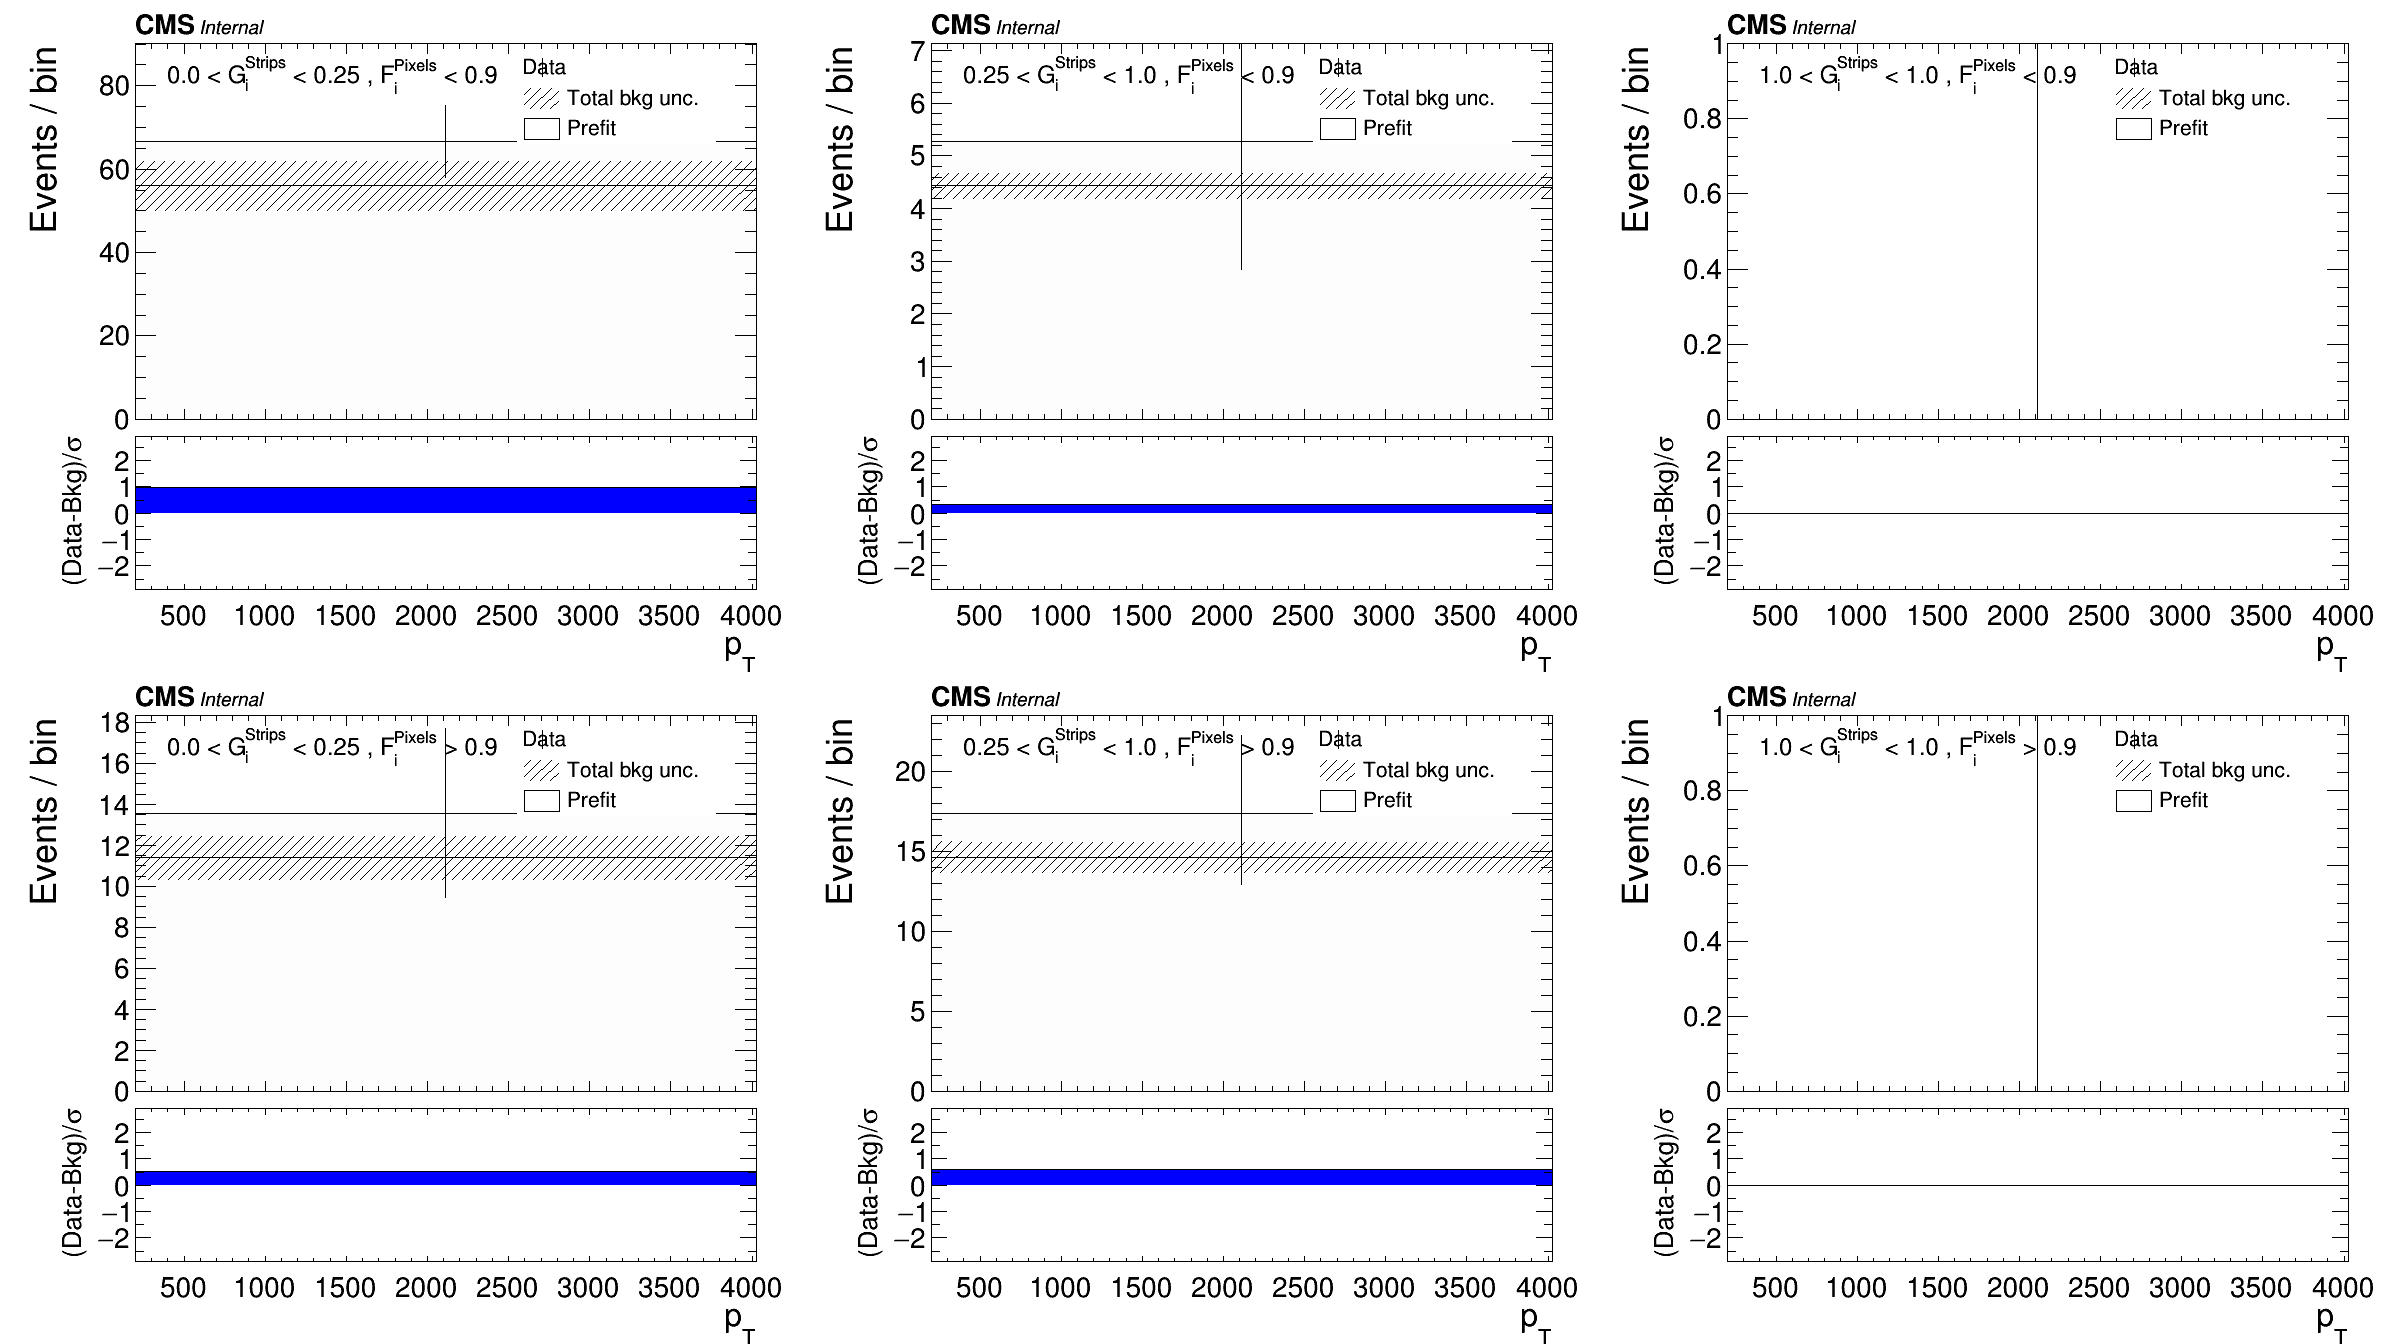 CMS Internal
Events / bin
0.0 < G_i^Strips < 0.25 , F_i^Pixels < 0.9
Data
Total bkg unc.
Prefit
80
60
40
20
0
(Data-Bkg)/σ
2
1
0
−1
−2
500 1000 1500 2000 2500 3000 3500 4000
p_T
CMS Internal
Events / bin
0.25 < G_i^Strips < 1.0 , F_i^Pixels < 0.9
Data
Total bkg unc.
Prefit
7
6
5
4
3
2
1
0
(Data-Bkg)/σ
2
1
0
−1
−2
500 1000 1500 2000 2500 3000 3500 4000
p_T
CMS Internal
Events / bin
1.0 < G_i^Strips < 1.0 , F_i^Pixels < 0.9
Data
Total bkg unc.
Prefit
1
0.8
0.6
0.4
0.2
0
(Data-Bkg)/σ
2
1
0
−1
−2
500 1000 1500 2000 2500 3000 3500 4000
p_T
CMS Internal
Events / bin
0.0 < G_i^Strips < 0.25 , F_i^Pixels > 0.9
Data
Total bkg unc.
Prefit
18
16
14
12
10
8
6
4
2
0
(Data-Bkg)/σ
2
1
0
−1
−2
500 1000 1500 2000 2500 3000 3500 4000
p_T
CMS Internal
Events / bin
0.25 < G_i^Strips < 1.0 , F_i^Pixels > 0.9
Data
Total bkg unc.
Prefit
20
15
10
5
0
(Data-Bkg)/σ
2
1
0
−1
−2
500 1000 1500 2000 2500 3000 3500 4000
p_T
CMS Internal
Events / bin
1.0 < G_i^Strips < 1.0 , F_i^Pixels > 0.9
Data
Total bkg unc.
Prefit
1
0.8
0.6
0.4
0.2
0
(Data-Bkg)/σ
2
1
0
−1
−2
500 1000 1500 2000 2500 3000 3500 4000
p_T